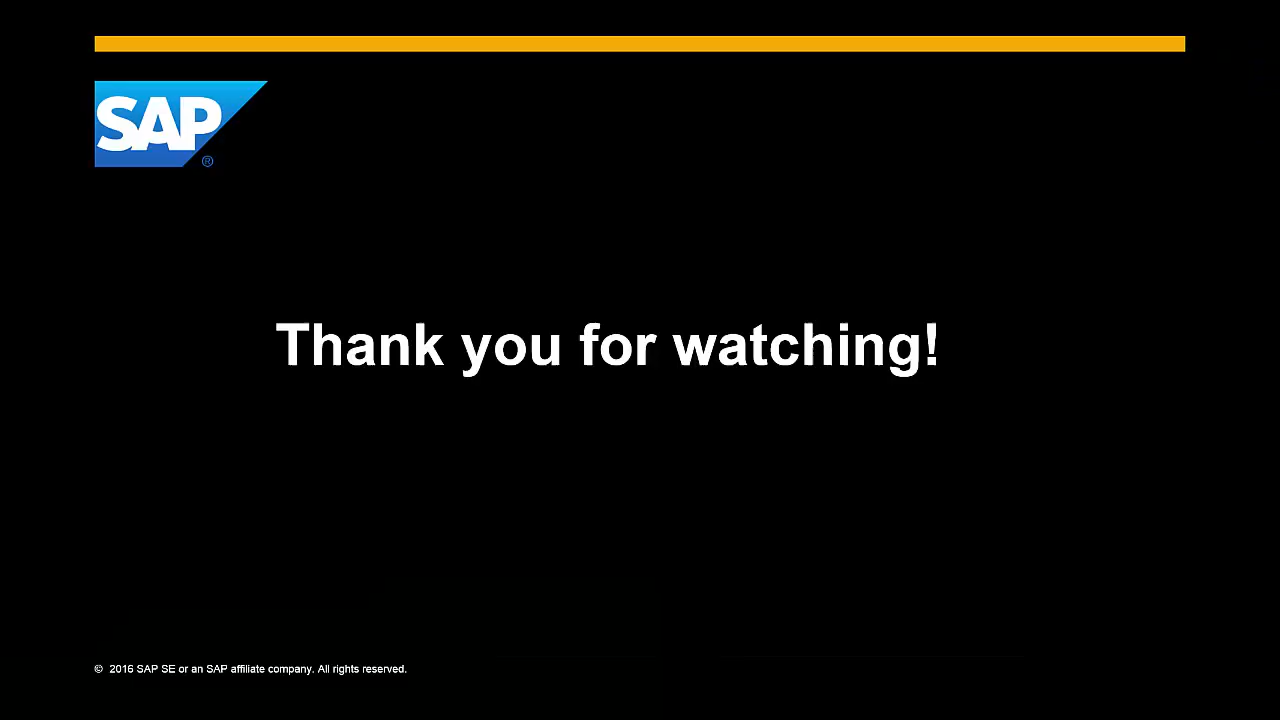 SAP
®
Thank you for watching!
© 2016 SAP SE or an SAP affiliate company. All rights reserved.